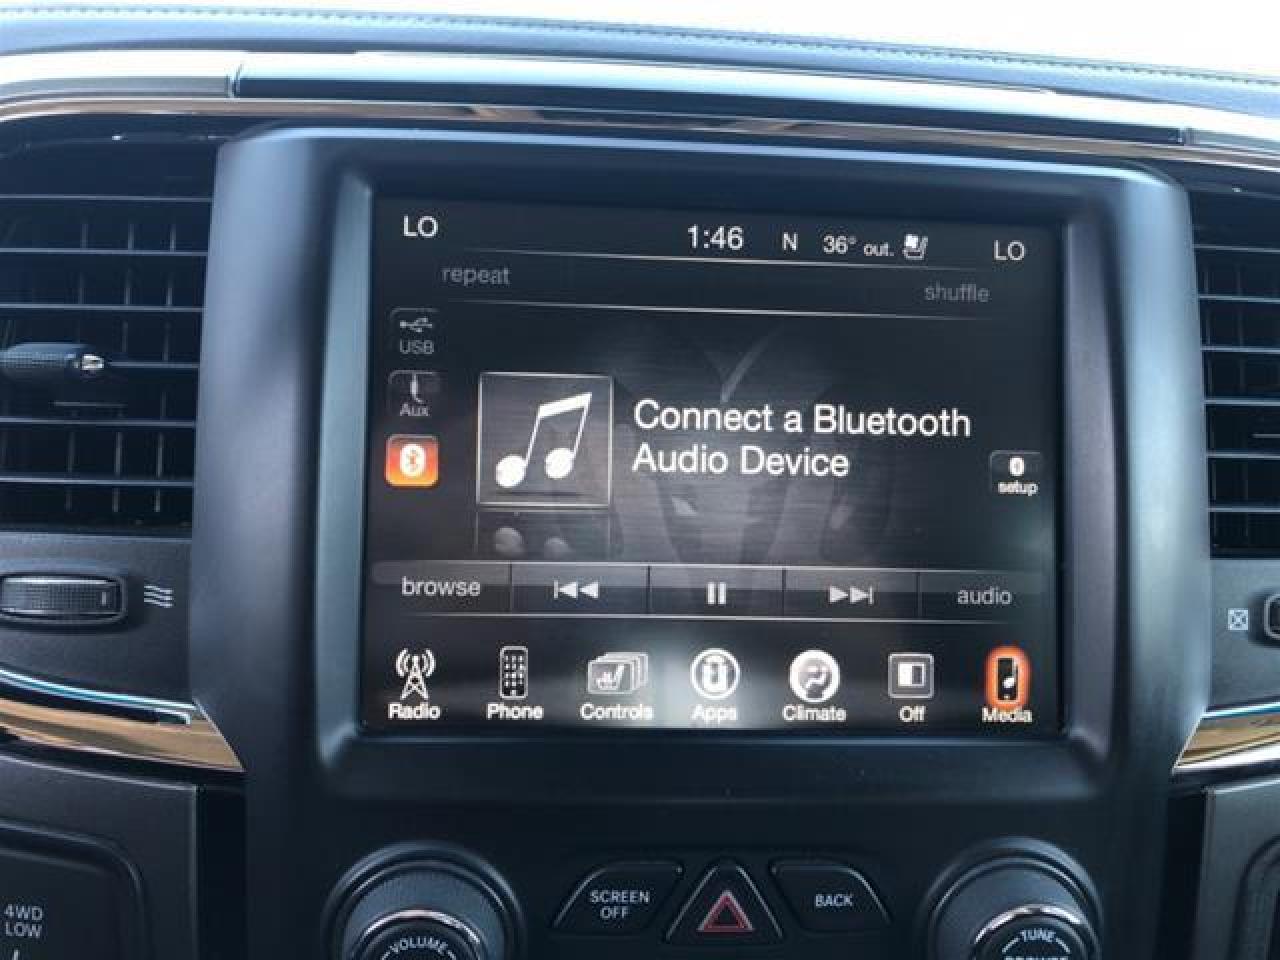 LO 1:46 N 36° out. LO
repeat shuffle
USB
Aux
Connect a Bluetooth
Audio Device
setup
browse audio
Radio Phone Controls Apps Climate Off Media
4WD
LOW
SCREEN
OFF
BACK
VOLUME
TUNE
BROWSE